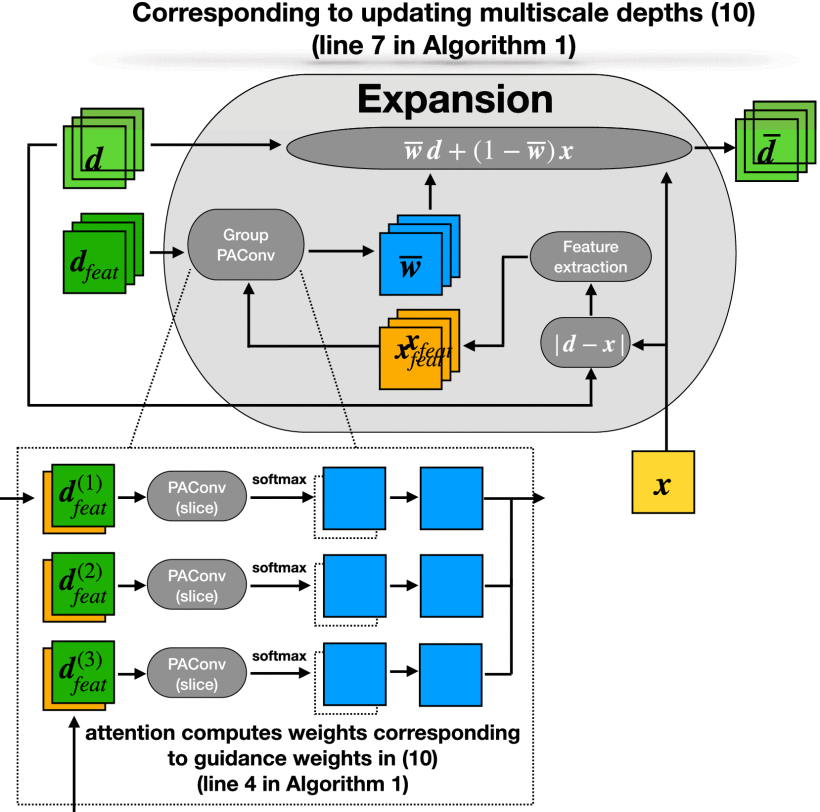 Corresponding to updating multiscale depths (10)
(line 7 in Algorithm 1)
Expansion
d
w̅ d + (1 − w̅) x
d̅
d_feat
Group
PAConv
w̅
Feature
extraction
x_feat
x_feat
|d − x|
x
d_feat^(1)
PAConv
(slice)
softmax
d_feat^(2)
PAConv
(slice)
softmax
d_feat^(3)
PAConv
(slice)
softmax
attention computes weights corresponding
to guidance weights in (10)
(line 4 in Algorithm 1)